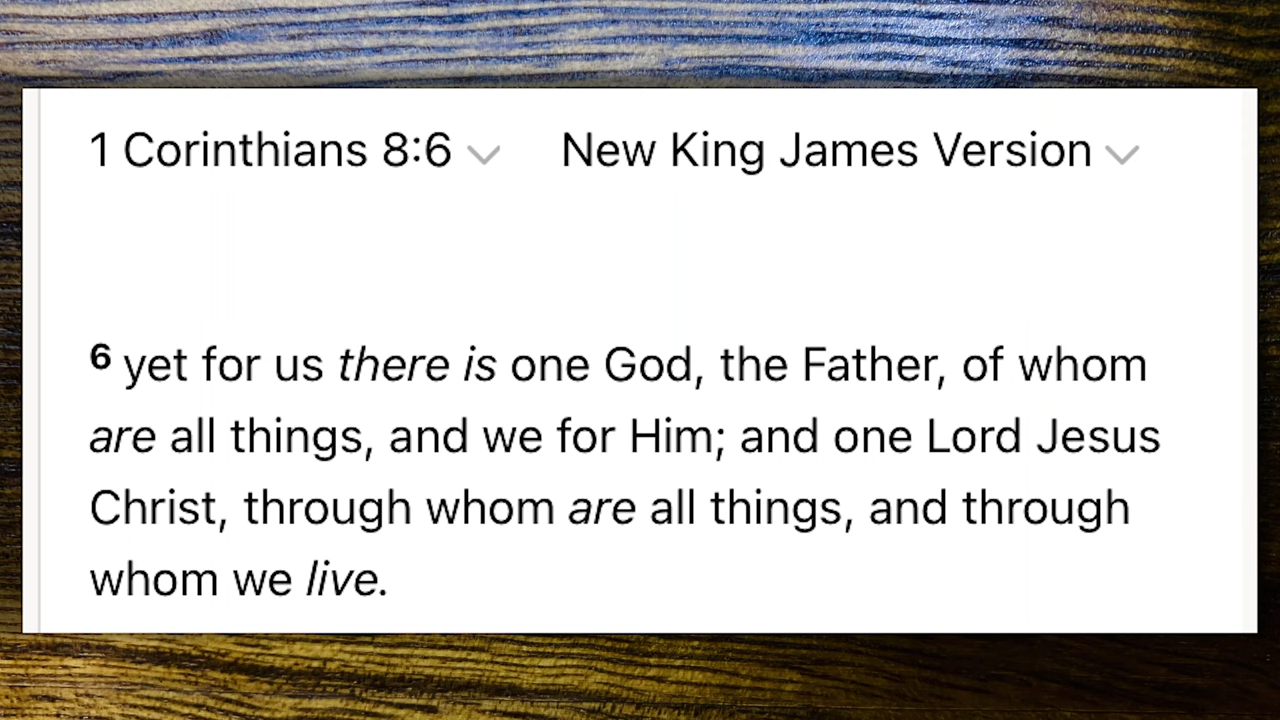 1 Corinthians 8:6 New King James Version
6 yet for us there is one God, the Father, of whom
are all things, and we for Him; and one Lord Jesus
Christ, through whom are all things, and through
whom we live.